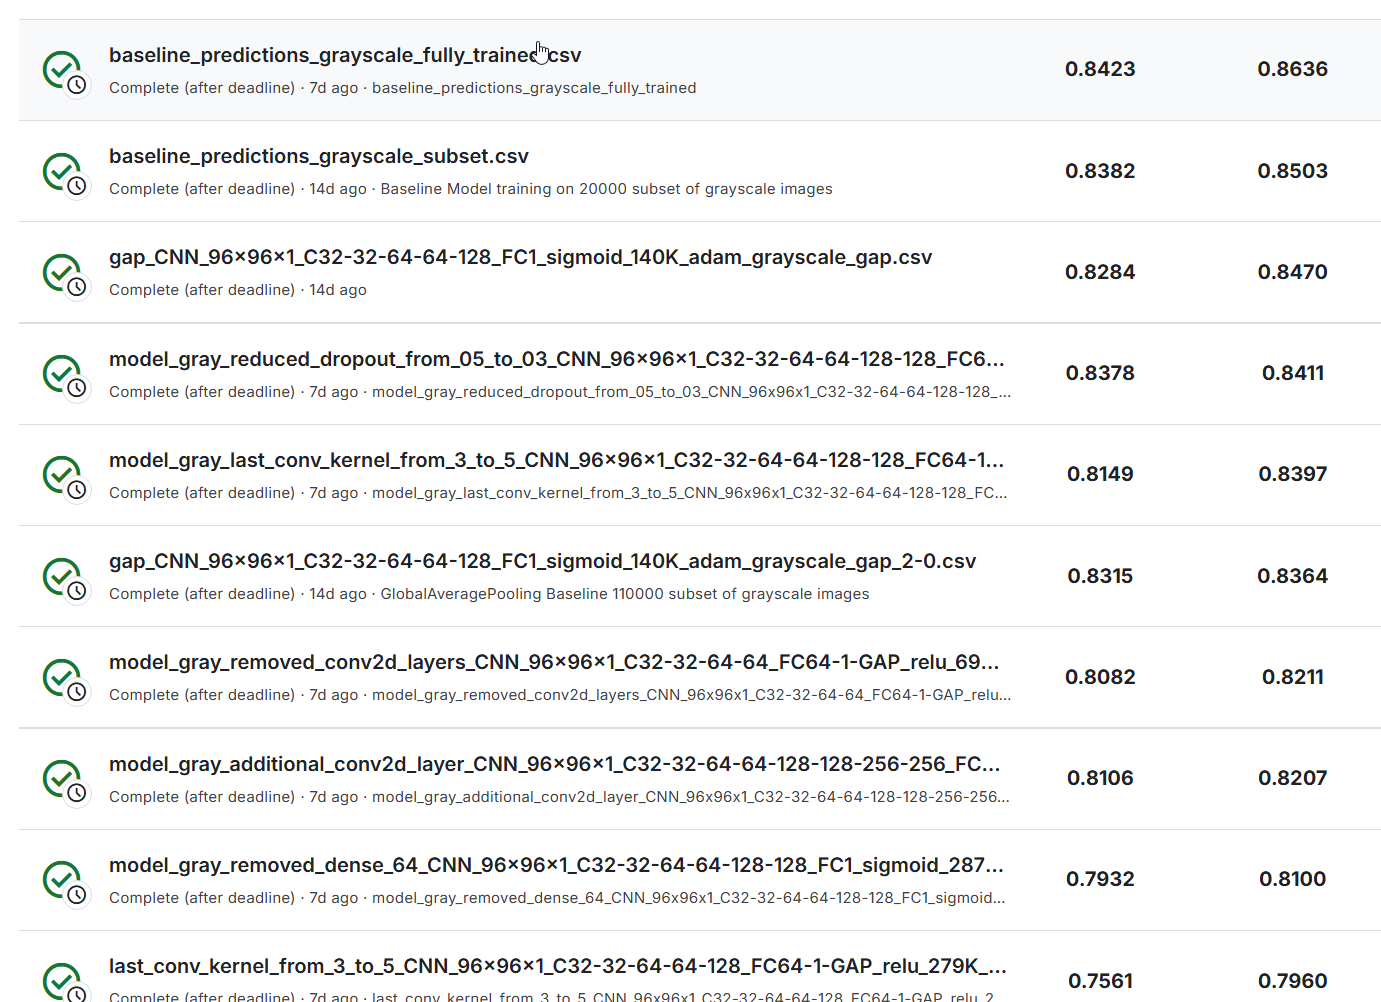 baseline_predictions_grayscale_fully_trained.csv
Complete (after deadline) · 7d ago · baseline_predictions_grayscale_fully_trained
0.8423
0.8636
baseline_predictions_grayscale_subset.csv
Complete (after deadline) · 14d ago · Baseline Model training on 20000 subset of grayscale images
0.8382
0.8503
gap_CNN_96×96×1_C32-32-64-64-128_FC1_sigmoid_140K_adam_grayscale_gap.csv
Complete (after deadline) · 14d ago
0.8284
0.8470
model_gray_reduced_dropout_from_05_to_03_CNN_96×96×1_C32-32-64-64-128-128_FC6...
Complete (after deadline) · 7d ago · model_gray_reduced_dropout_from_05_to_03_CNN_96x96x1_C32-32-64-64-128-128_...
0.8378
0.8411
model_gray_last_conv_kernel_from_3_to_5_CNN_96×96×1_C32-32-64-64-128-128_FC64-1...
Complete (after deadline) · 7d ago · model_gray_last_conv_kernel_from_3_to_5_CNN_96x96x1_C32-32-64-64-128-128_FC...
0.8149
0.8397
gap_CNN_96×96×1_C32-32-64-64-128_FC1_sigmoid_140K_adam_grayscale_gap_2-0.csv
Complete (after deadline) · 14d ago · GlobalAveragePooling Baseline 110000 subset of grayscale images
0.8315
0.8364
model_gray_removed_conv2d_layers_CNN_96×96×1_C32-32-64-64_FC64-1-GAP_relu_69...
Complete (after deadline) · 7d ago · model_gray_removed_conv2d_layers_CNN_96x96x1_C32-32-64-64_FC64-1-GAP_relu...
0.8082
0.8211
model_gray_additional_conv2d_layer_CNN_96×96×1_C32-32-64-64-128-128-256-256_FC...
Complete (after deadline) · 7d ago · model_gray_additional_conv2d_layer_CNN_96x96x1_C32-32-64-64-128-128-256-256...
0.8106
0.8207
model_gray_removed_dense_64_CNN_96×96×1_C32-32-64-64-128-128_FC1_sigmoid_287...
Complete (after deadline) · 7d ago · model_gray_removed_dense_64_CNN_96x96x1_C32-32-64-64-128-128_FC1_sigmoid...
0.7932
0.8100
last_conv_kernel_from_3_to_5_CNN_96×96×1_C32-32-64-64-128_FC64-1-GAP_relu_279K_...
Complete (after deadline) · 7d ago · last_conv_kernel_from_3_to_5_CNN_96x96x1_C32-32-64-64-128_FC64-1-GAP_relu_2...
0.7561
0.7960